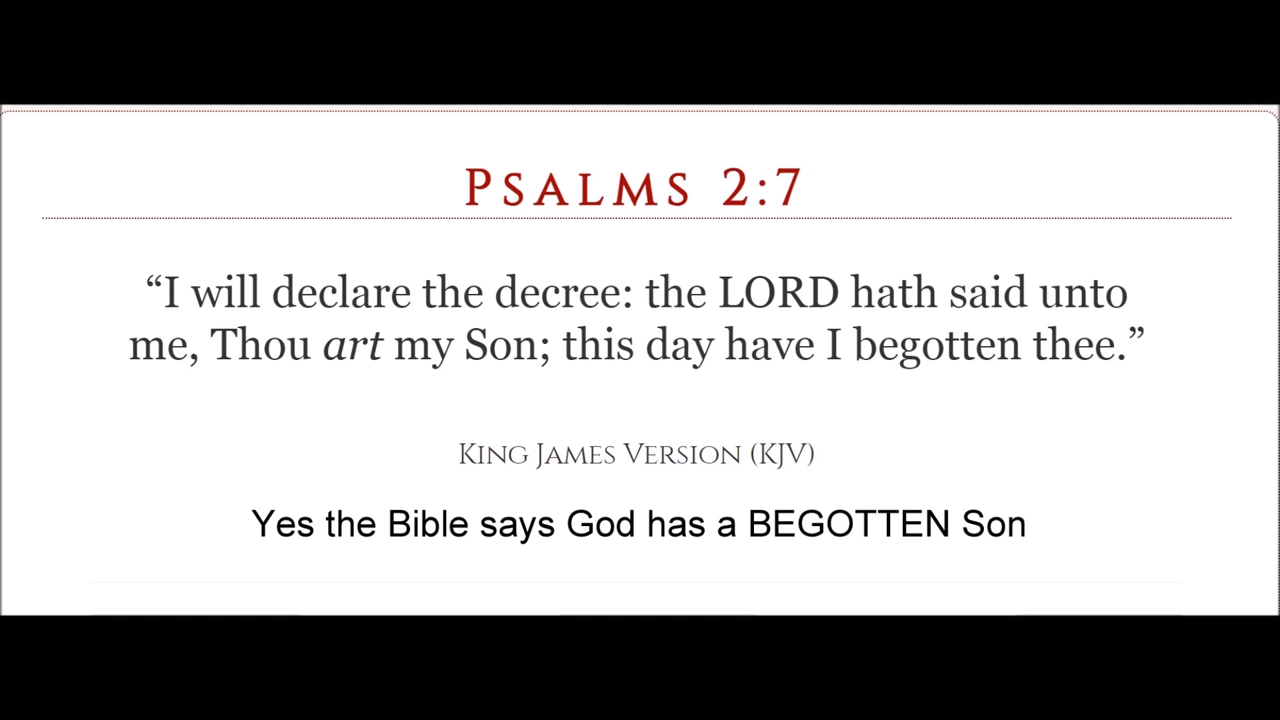 Psalms 2:7
“I will declare the decree: the LORD hath said unto
me, Thou art my Son; this day have I begotten thee.”
King James Version (KJV)
Yes the Bible says God has a BEGOTTEN Son